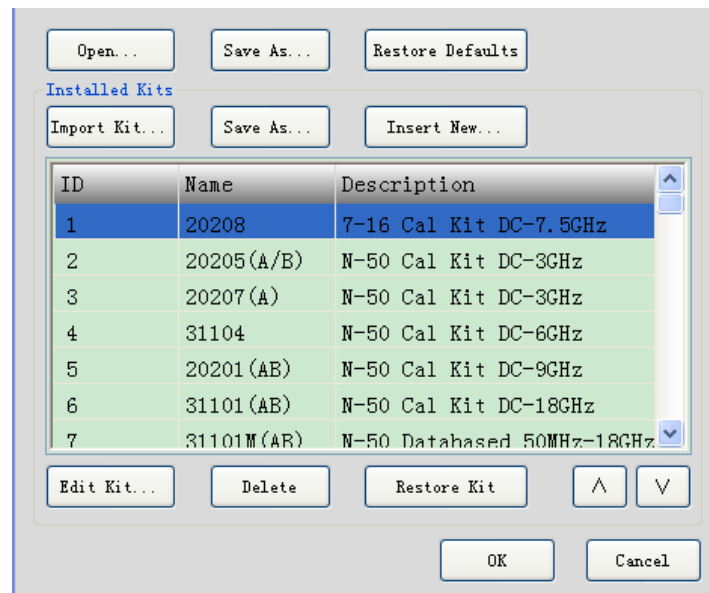 Open... Save As... Restore Defaults
Installed Kits
Import Kit... Save As... Insert New...
ID Name Description
1 20208 7-16 Cal Kit DC-7.5GHz
2 20205(A/B) N-50 Cal Kit DC-3GHz
3 20207(A) N-50 Cal Kit DC-3GHz
4 31104 N-50 Cal Kit DC-6GHz
5 20201(AB) N-50 Cal Kit DC-9GHz
6 31101(AB) N-50 Cal Kit DC-18GHz
7 31101M(AB) N-50 Databased 50MHz-18GHz
Edit Kit... Delete Restore Kit ∧ ∨
OK Cancel